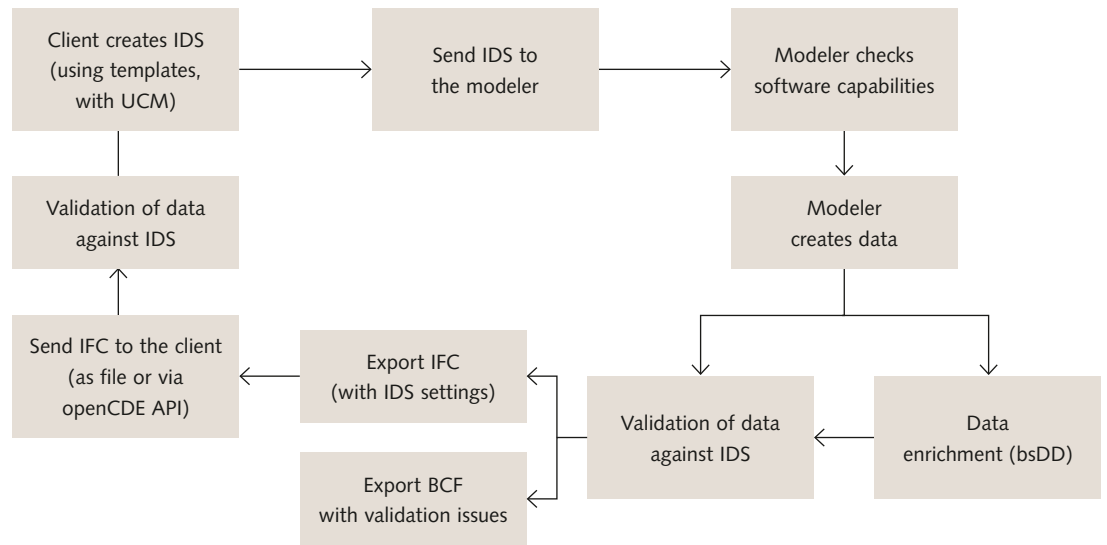 Client creates IDS
(using templates,
with UCM)
Send IDS to
the modeler
Modeler checks
software capabilities
Modeler
creates data
Data
enrichment (bsDD)
Validation of data
against IDS
Export IFC
(with IDS settings)
Export BCF
with validation issues
Send IFC to the client
(as file or via
openCDE API)
Validation of data
against IDS